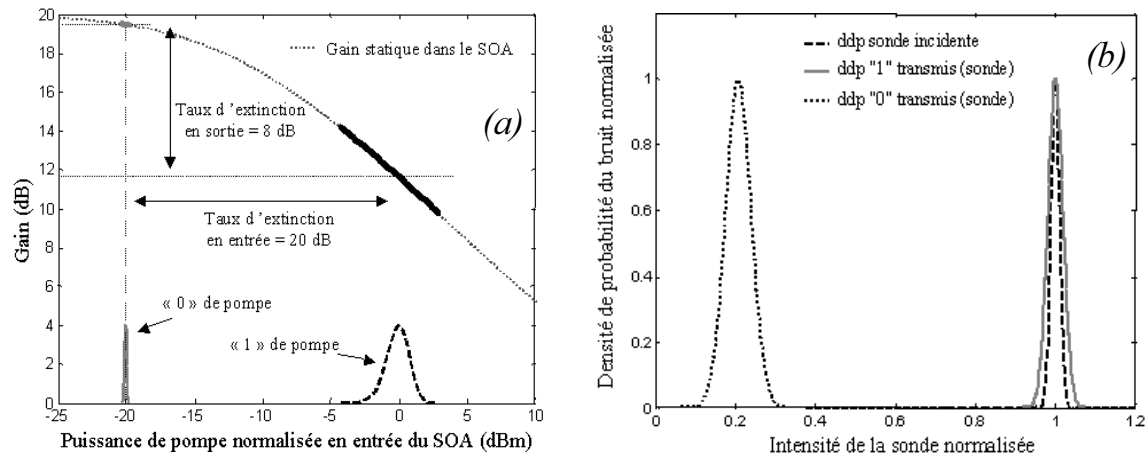 20
18
16
14
12
10
8
6
4
2
0
Gain (dB)
Gain statique dans le SOA
(a)
Taux d ’extinction
en sortie = 8 dB
Taux d ’extinction
en entrée = 20 dB
« 0 » de pompe
« 1 » de pompe
-25 -20 -15 -10 -5 0 5 10
Puissance de pompe normalisée en entrée du SOA (dBm)
Densité de probabilité du bruit normalisée
ddp sonde incidente
ddp "1" transmis (sonde)
ddp "0" transmis (sonde)
(b)
1
0.8
0.6
0.4
0.2
0
0 0.2 0.4 0.6 0.8 1 1.2
Intensité de la sonde normalisée